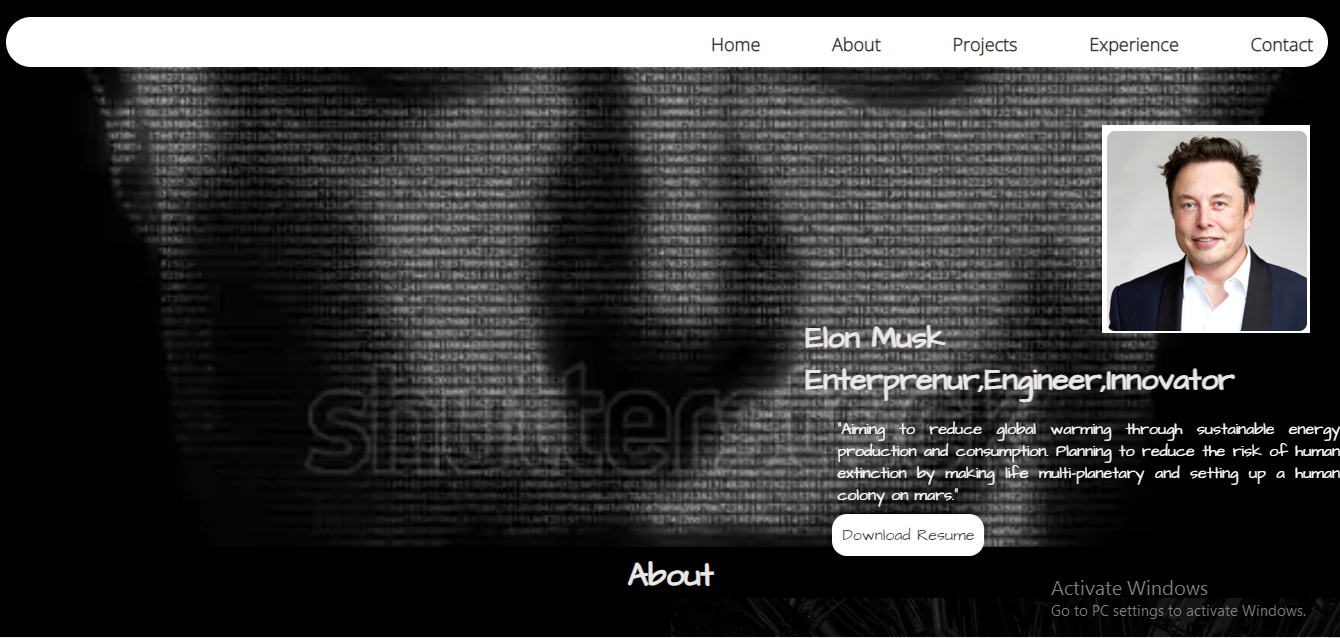 Home About Projects Experience Contact
Elon Musk
Enterprenur,Engineer,Innovator
"Aiming to reduce global warming through sustainable energy
production and consumption. Planning to reduce the risk of human
extinction by making life multi-planetary and setting up a human
colony on mars."
Download Resume
About
Activate Windows
Go to PC settings to activate Windows.